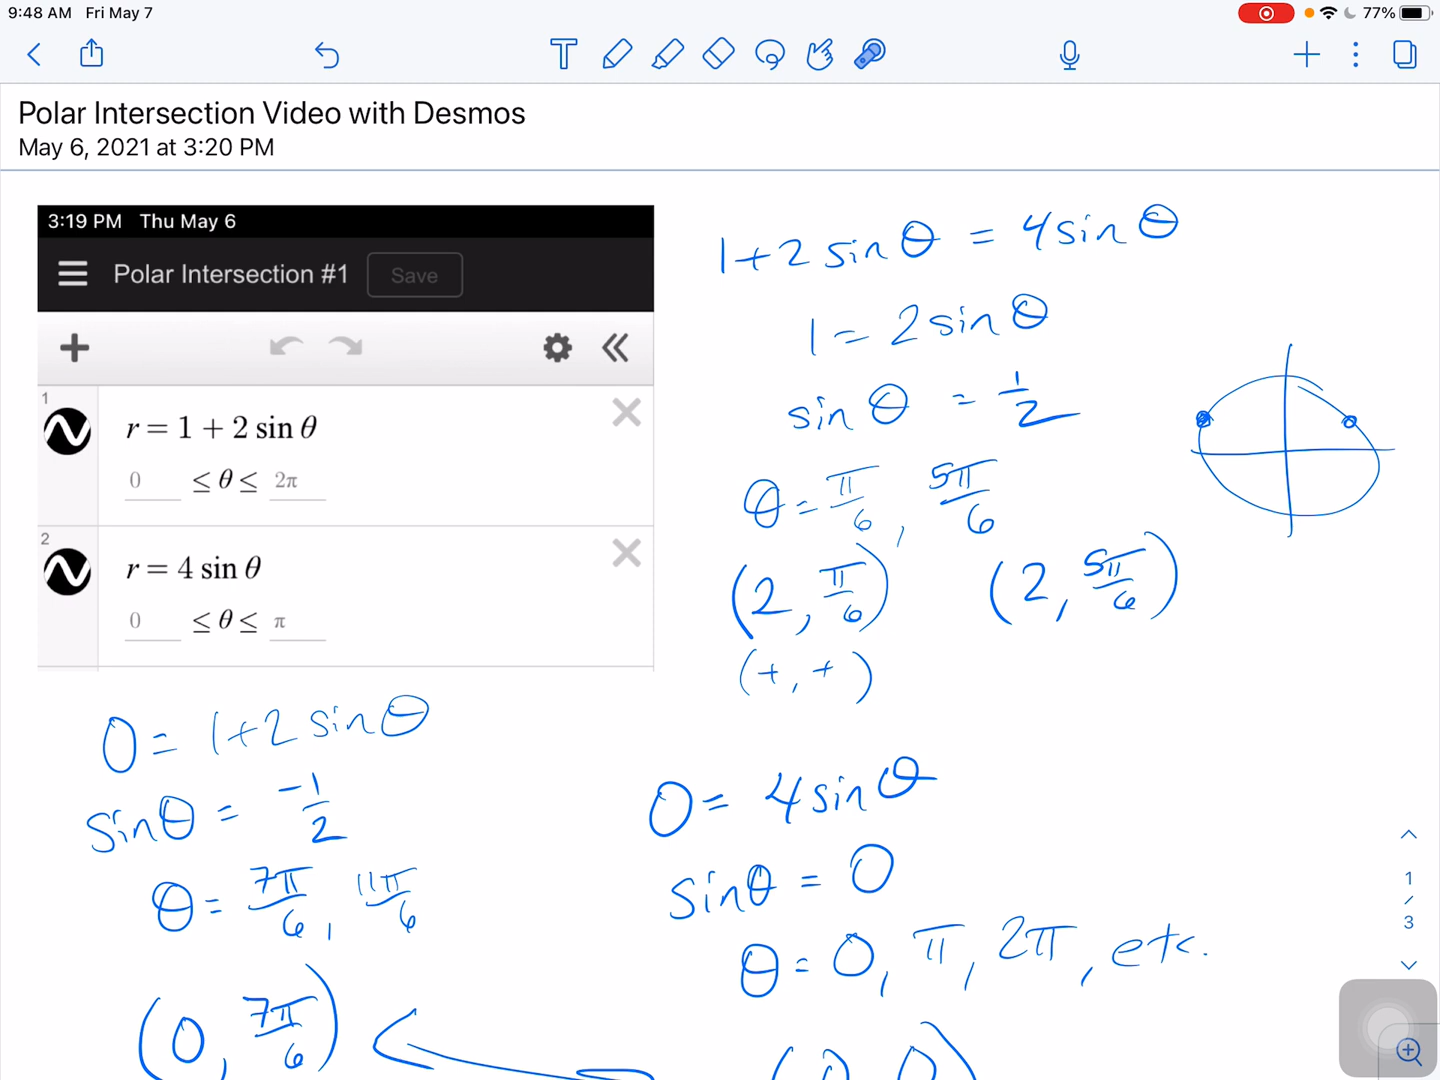 9:48 AM Fri May 7
77%
Polar Intersection Video with Desmos
May 6, 2021 at 3:20 PM
3:19 PM Thu May 6
Polar Intersection #1 Save
1
r = 1 + 2 sin θ
0 ≤ θ ≤ 2π
2
r = 4 sin θ
0 ≤ θ ≤ π
1 + 2 sin θ = 4 sin θ
1 = 2 sin θ
sin θ = 1/2
θ = π/6, 5π/6
(2, π/6) (2, 5π/6)
(+, +)
0 = 1 + 2 sin θ
sin θ = -1/2
θ = 7π/6, 11π/6
(0, 7π/6)
0 = 4 sin θ
sin θ = 0
θ = 0, π, 2π, etc.
(0, 0)
1/3